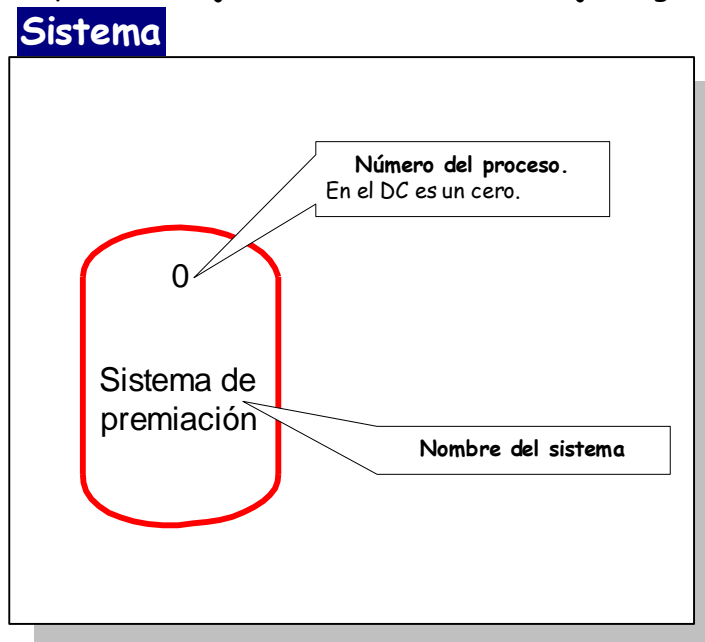 Sistema
Número del proceso.
En el DC es un cero.
0
Sistema de
premiación
Nombre del sistema